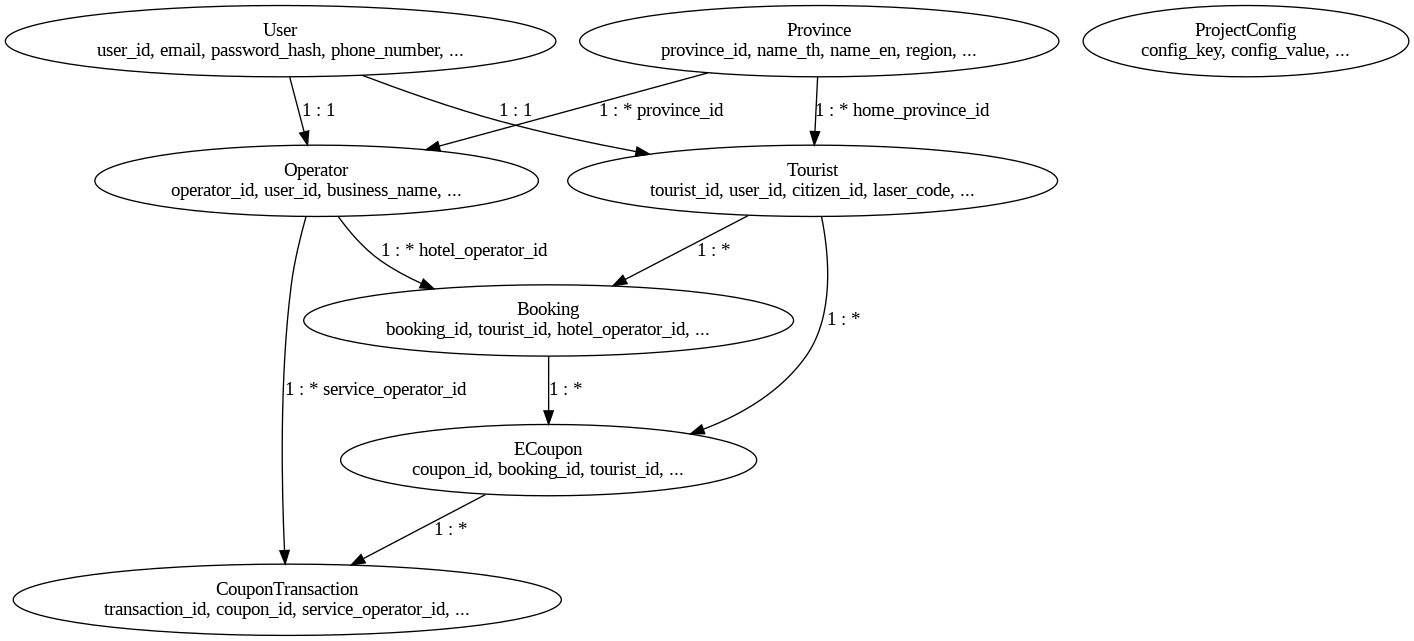 User
user_id, email, password_hash, phone_number, ...
Province
province_id, name_th, name_en, region, ...
ProjectConfig
config_key, config_value, ...
1 : 1
1 : 1
1 : * province_id
1 : * home_province_id
Operator
operator_id, user_id, business_name, ...
Tourist
tourist_id, user_id, citizen_id, laser_code, ...
1 : * hotel_operator_id
1 : *
Booking
booking_id, tourist_id, hotel_operator_id, ...
1 : *
1 : * service_operator_id
1 : *
ECoupon
coupon_id, booking_id, tourist_id, ...
1 : *
CouponTransaction
transaction_id, coupon_id, service_operator_id, ...